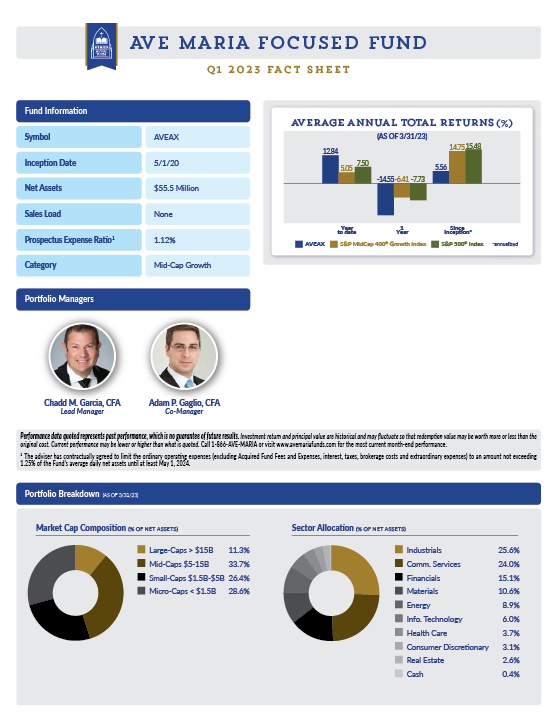 AVE MARIA FOCUSED FUND
Q1 2023 FACT SHEET
Fund Information
Symbol AVEAX
Inception Date 5/1/20
Net Assets $55.5 Million
Sales Load None
Prospectus Expense Ratio¹ 1.12%
Category Mid-Cap Growth
AVERAGE ANNUAL TOTAL RETURNS (%)
(AS OF 3/31/23)
12.84 5.05 7.50
-14.55 -6.41 -7.73
5.56 14.75 15.48
Year to date
1 Year
Since Inception*
AVEAX S&P MidCap 400® Growth Index S&P 500® Index *annualized
Portfolio Managers
Chadd M. Garcia, CFA
Lead Manager
Adam P. Gaglio, CFA
Co-Manager
Performance data quoted represents past performance, which is no guarantee of future results. Investment return and principal value are historical and may fluctuate so that redemption value may be worth more or less than the
original cost. Current performance may be lower or higher than what is quoted. Call 1-866-AVE-MARIA or visit www.avemariafunds.com for the most current month-end performance.
¹ The adviser has contractually agreed to limit the ordinary operating expenses (excluding Acquired Fund Fees and Expenses, interest, taxes, brokerage costs and extraordinary expenses) to an amount not exceeding
1.25% of the Fund's average daily net assets until at least May 1, 2024.
Portfolio Breakdown (AS OF 3/31/23)
Market Cap Composition (% OF NET ASSETS)
Large-Caps > $15B 11.3%
Mid-Caps $5-15B 33.7%
Small-Caps $1.5B-$5B 26.4%
Micro-Caps < $1.5B 28.6%
Sector Allocation (% OF NET ASSETS)
Industrials 25.6%
Comm. Services 24.0%
Financials 15.1%
Materials 10.6%
Energy 8.9%
Info. Technology 6.0%
Health Care 3.7%
Consumer Discretionary 3.1%
Real Estate 2.6%
Cash 0.4%